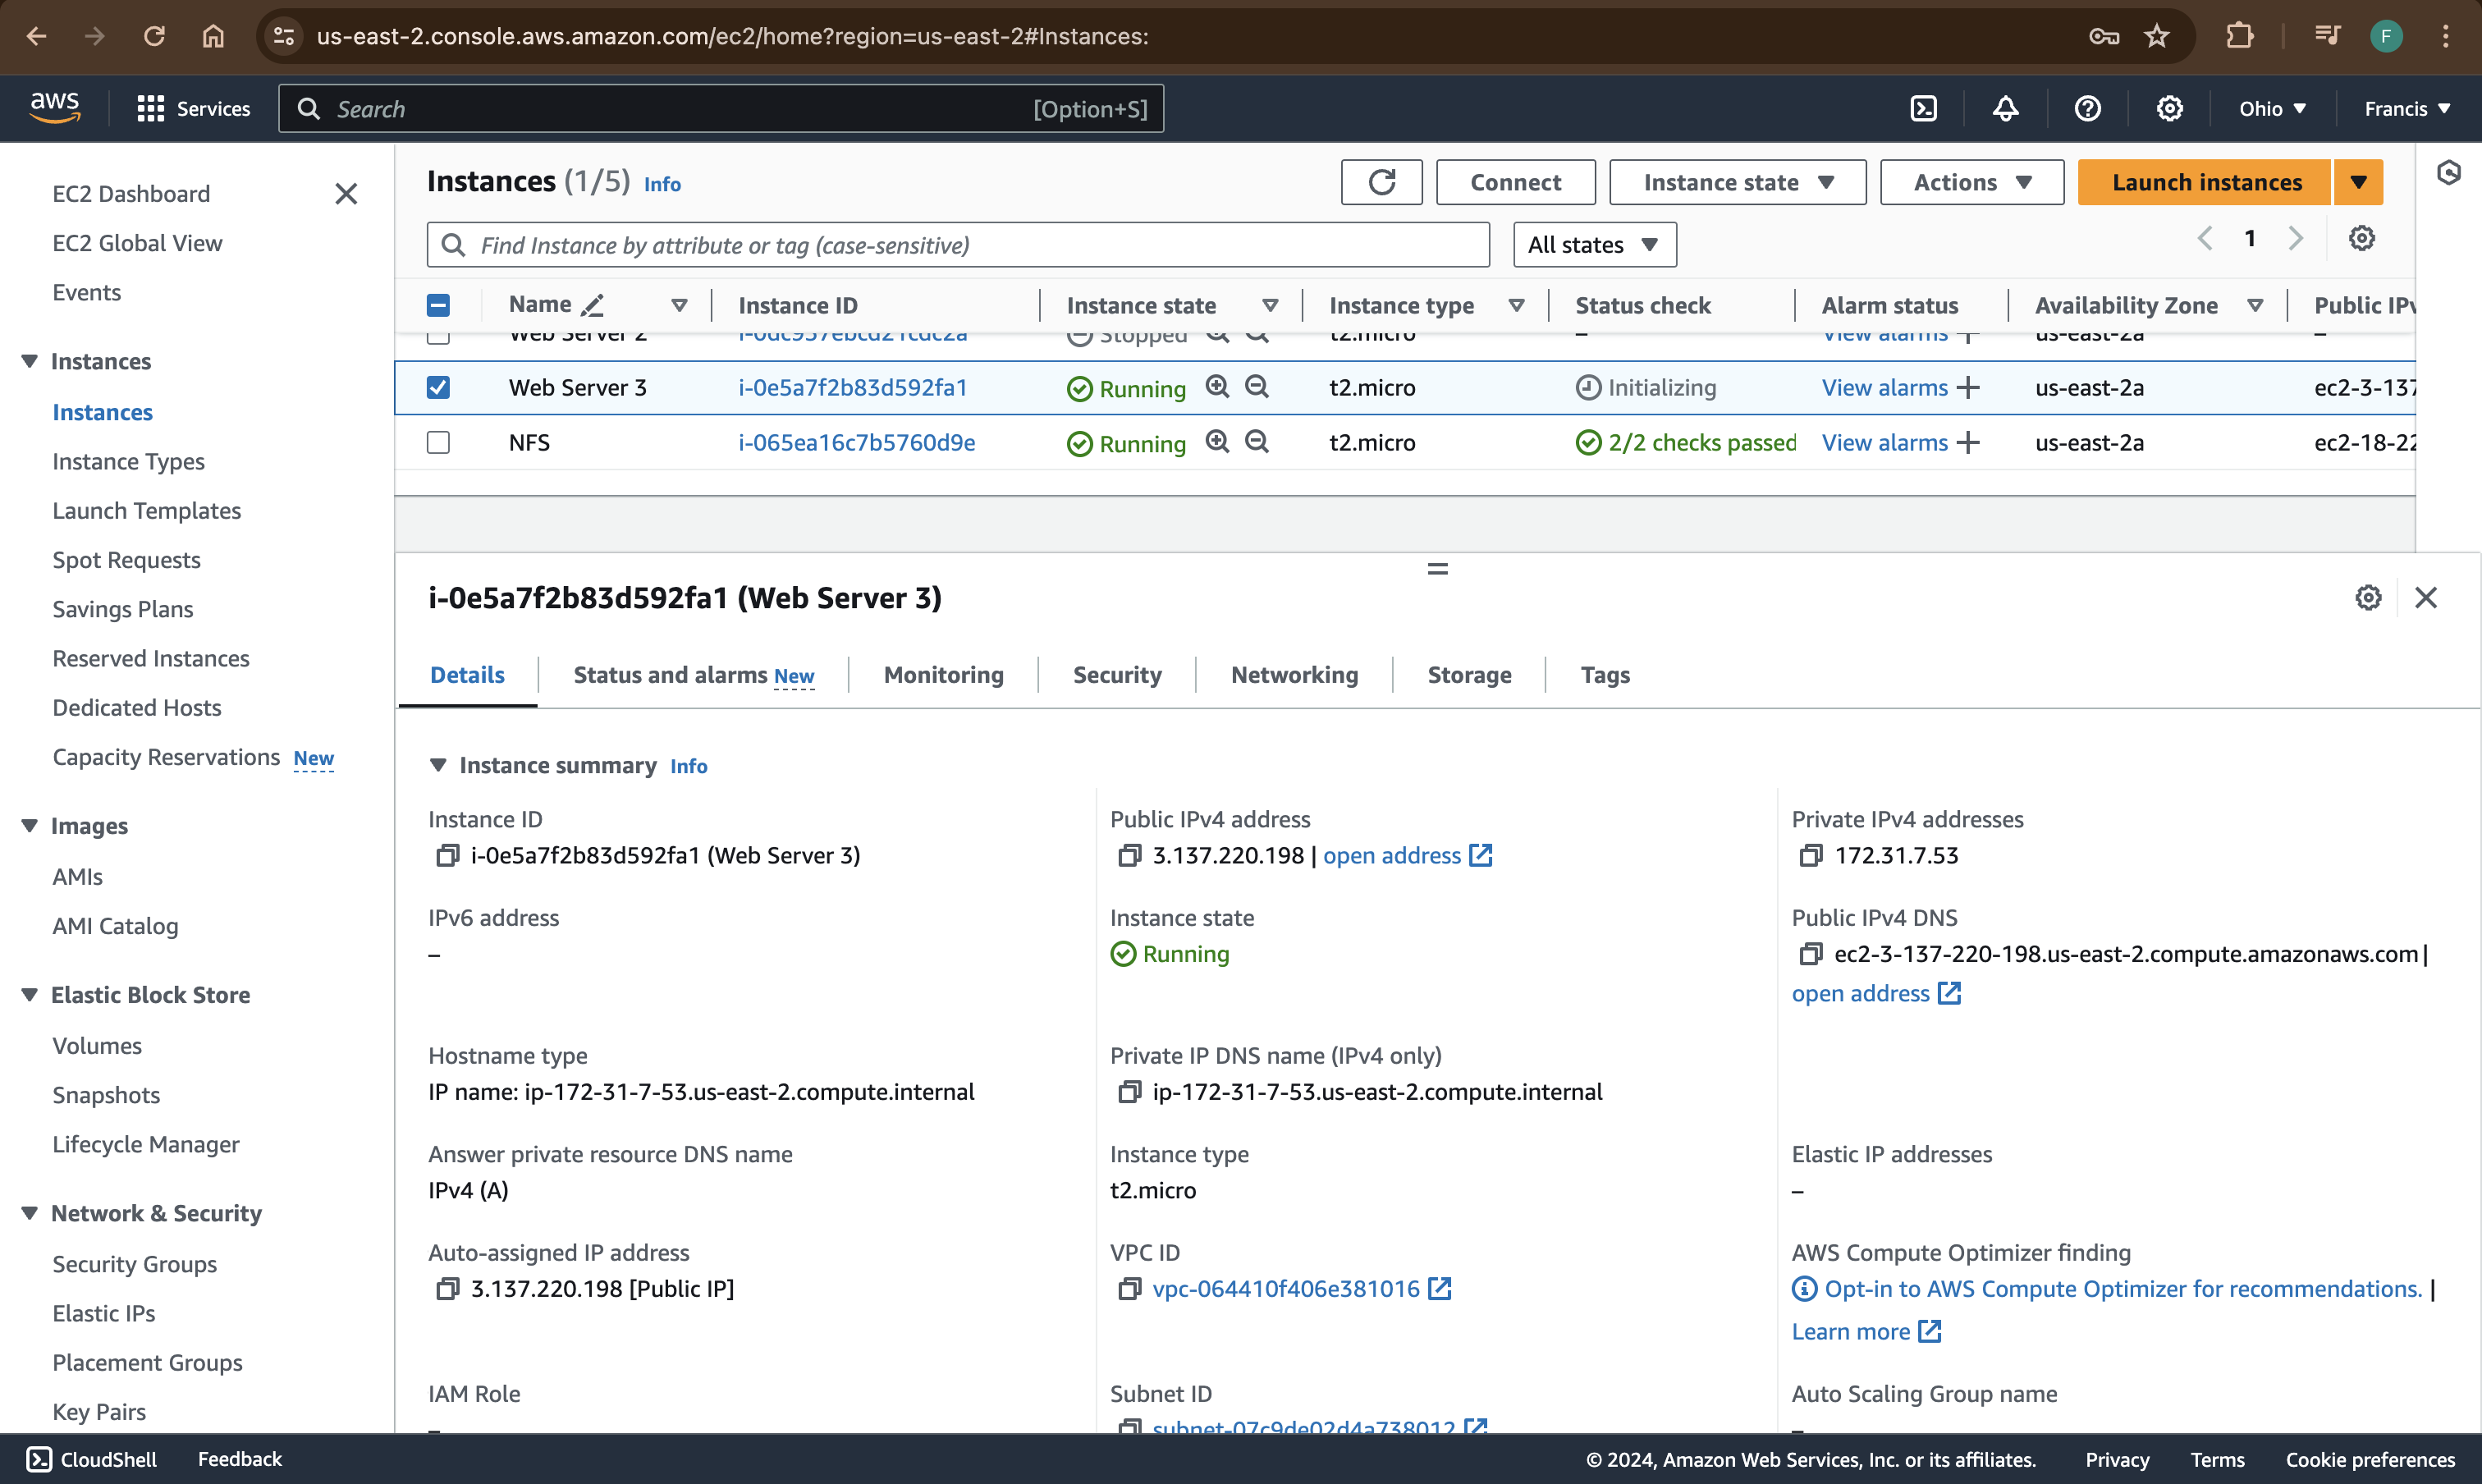 us-east-2.console.aws.amazon.com/ec2/home?region=us-east-2#Instances:
F
aws
Services
Search
[Option+S]
Ohio
Francis
EC2 Dashboard
EC2 Global View
Events
Instances
Instances
Instance Types
Launch Templates
Spot Requests
Savings Plans
Reserved Instances
Dedicated Hosts
Capacity Reservations New
Images
AMIs
AMI Catalog
Elastic Block Store
Volumes
Snapshots
Lifecycle Manager
Network & Security
Security Groups
Elastic IPs
Placement Groups
Key Pairs
Instances (1/5) Info
Connect
Instance state
Actions
Launch instances
Find Instance by attribute or tag (case-sensitive)
All states
1
Name Instance ID Instance state Instance type Status check Alarm status Availability Zone Public IPv
Web Server 2 Stopped t2.micro – View alarms us-east-2a –
Web Server 3 i-0e5a7f2b83d592fa1 Running t2.micro Initializing View alarms us-east-2a ec2-3-137
NFS i-065ea16c7b5760d9e Running t2.micro 2/2 checks passed View alarms us-east-2a ec2-18-22
i-0e5a7f2b83d592fa1 (Web Server 3)
Details Status and alarms New Monitoring Security Networking Storage Tags
Instance summary Info
Instance ID
i-0e5a7f2b83d592fa1 (Web Server 3)
Public IPv4 address
3.137.220.198 | open address
Private IPv4 addresses
172.31.7.53
IPv6 address
–
Instance state
Running
Public IPv4 DNS
ec2-3-137-220-198.us-east-2.compute.amazonaws.com |
open address
Hostname type
IP name: ip-172-31-7-53.us-east-2.compute.internal
Private IP DNS name (IPv4 only)
ip-172-31-7-53.us-east-2.compute.internal
Answer private resource DNS name
IPv4 (A)
Instance type
t2.micro
Elastic IP addresses
–
Auto-assigned IP address
3.137.220.198 [Public IP]
VPC ID
vpc-064410f406e381016
AWS Compute Optimizer finding
Opt-in to AWS Compute Optimizer for recommendations. |
Learn more
IAM Role
–
Subnet ID
subnet-07c9de02d4a738012
Auto Scaling Group name
–
CloudShell
Feedback
© 2024, Amazon Web Services, Inc. or its affiliates.
Privacy
Terms
Cookie preferences